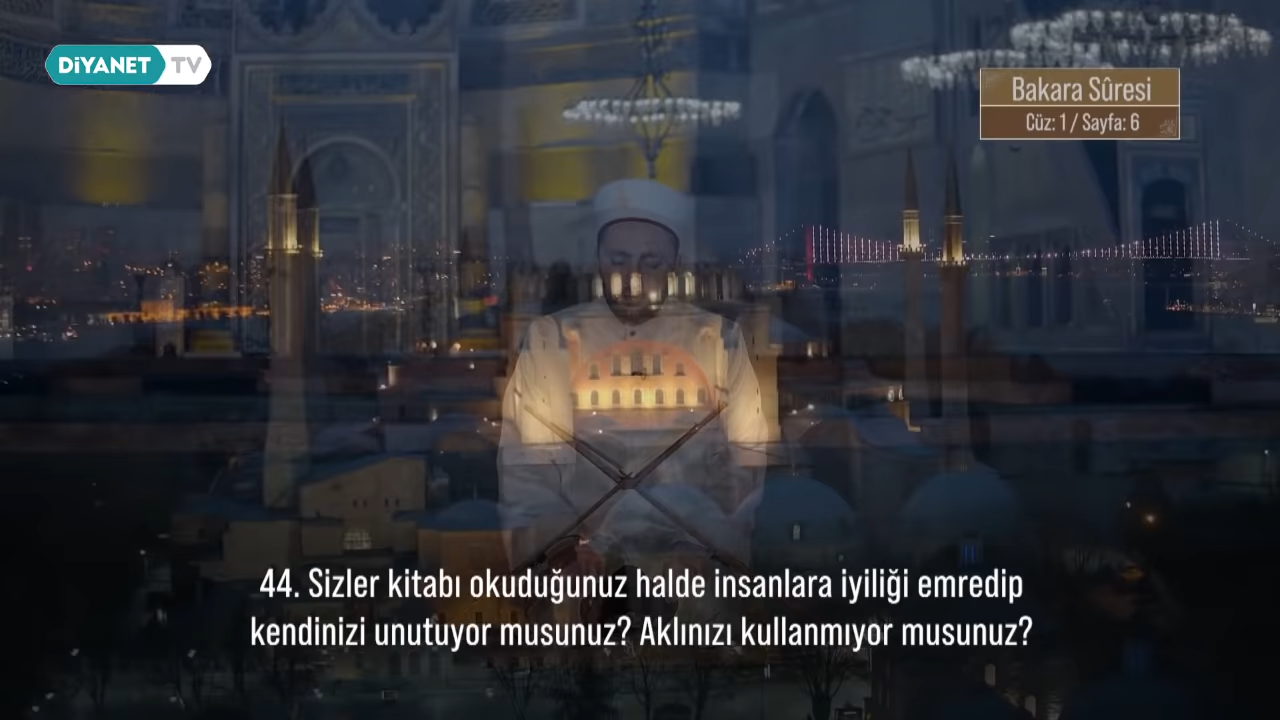 DİYANET TV
Bakara Sûresi
Cüz: 1 / Sayfa: 6
44. Sizler kitabı okuduğunuz halde insanlara iyiliği emredip
kendinizi unutuyor musunuz? Aklınızı kullanmıyor musunuz?